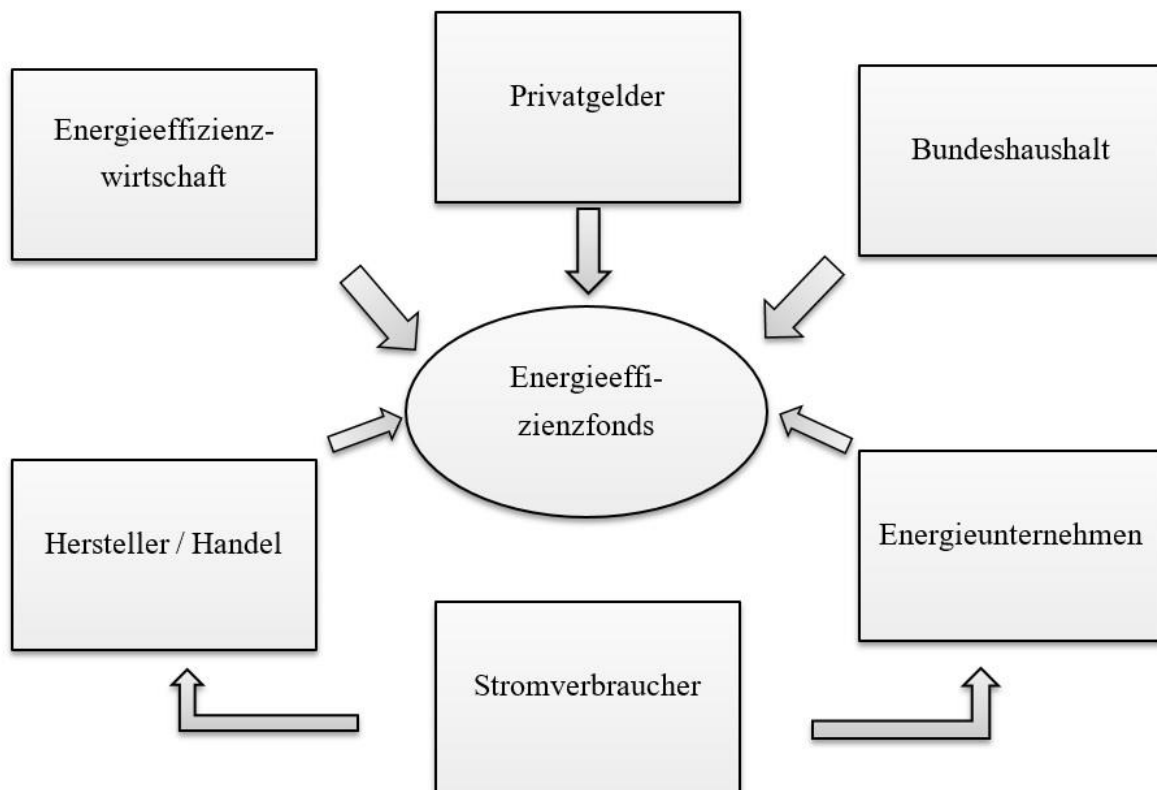 Privatgelder
Energieeffizienz-
wirtschaft
Bundeshaushalt
Energieeffi-
zienzfonds
Hersteller / Handel
Energieunternehmen
Stromverbraucher